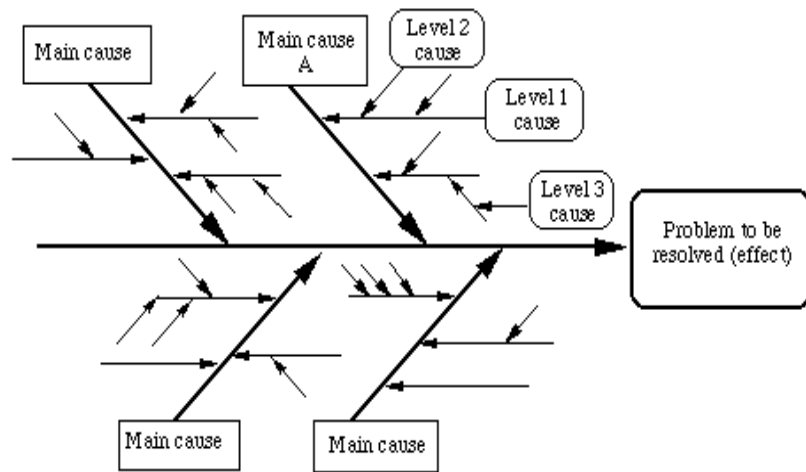 Main cause
Main cause
A
Level 2
cause
Level 1
cause
Level 3
cause
Problem to be
resolved (effect)
Main cause
Main cause